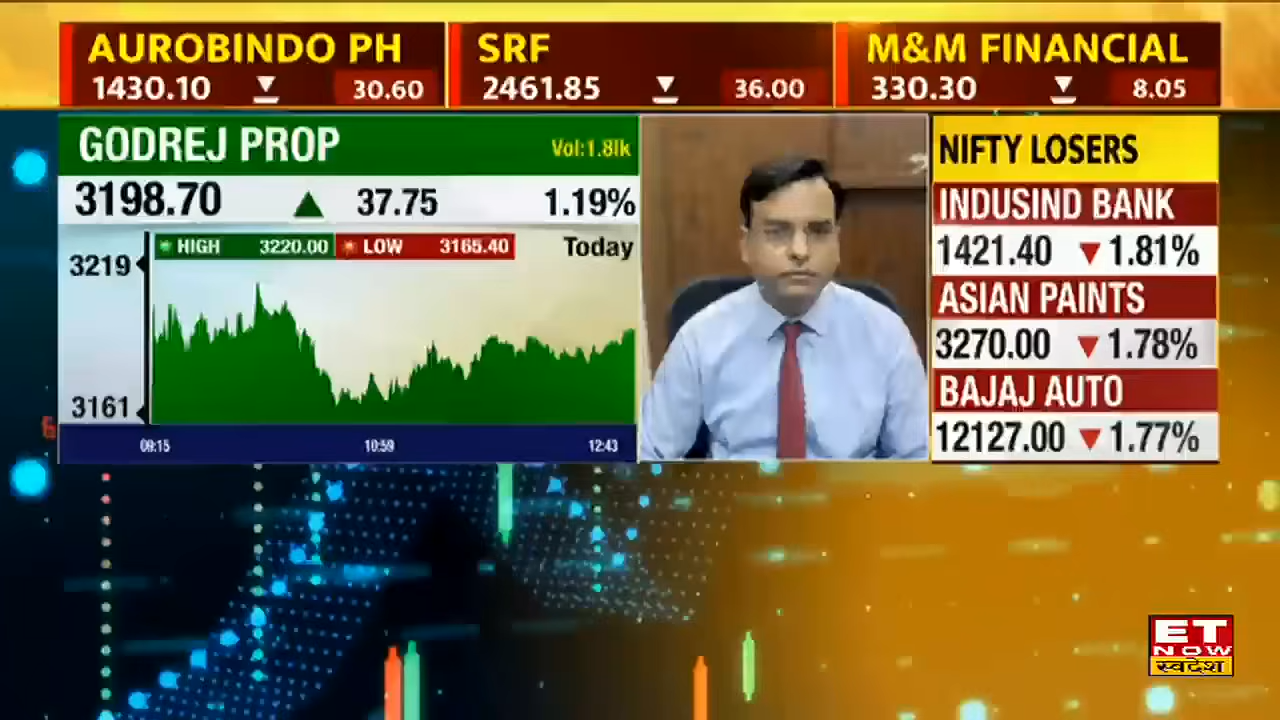 AUROBINDO PH
1430.10 30.60
SRF
2461.85 36.00
M&M FINANCIAL
330.30 8.05
GODREJ PROP Vol:1.8lk
3198.70 37.75 1.19%
HIGH 3220.00 LOW 3165.40 Today
3219
3161
09:15 10:59 12:43
NIFTY LOSERS
INDUSIND BANK
1421.40 1.81%
ASIAN PAINTS
3270.00 1.78%
BAJAJ AUTO
12127.00 1.77%
ET
NOW
स्वदेश